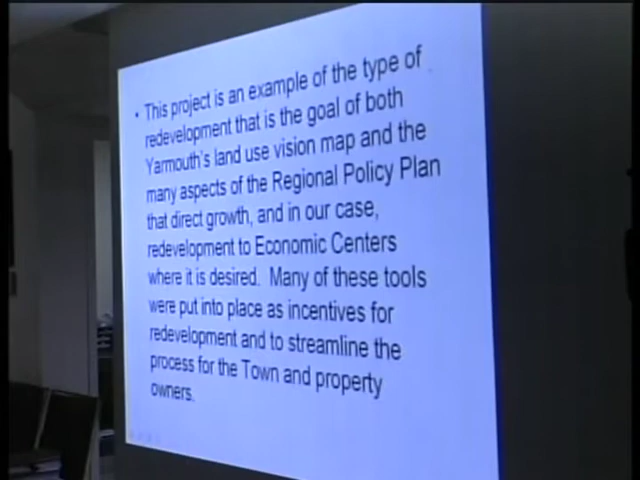 • This project is an example of the type of
redevelopment that is the goal of both
Yarmouth's land use vision map and the
many aspects of the Regional Policy Plan
that direct growth, and in our case,
redevelopment to Economic Centers
where it is desired.  Many of these tools
were put into place as incentives for
redevelopment and to streamline the
process for the Town and property
owners.